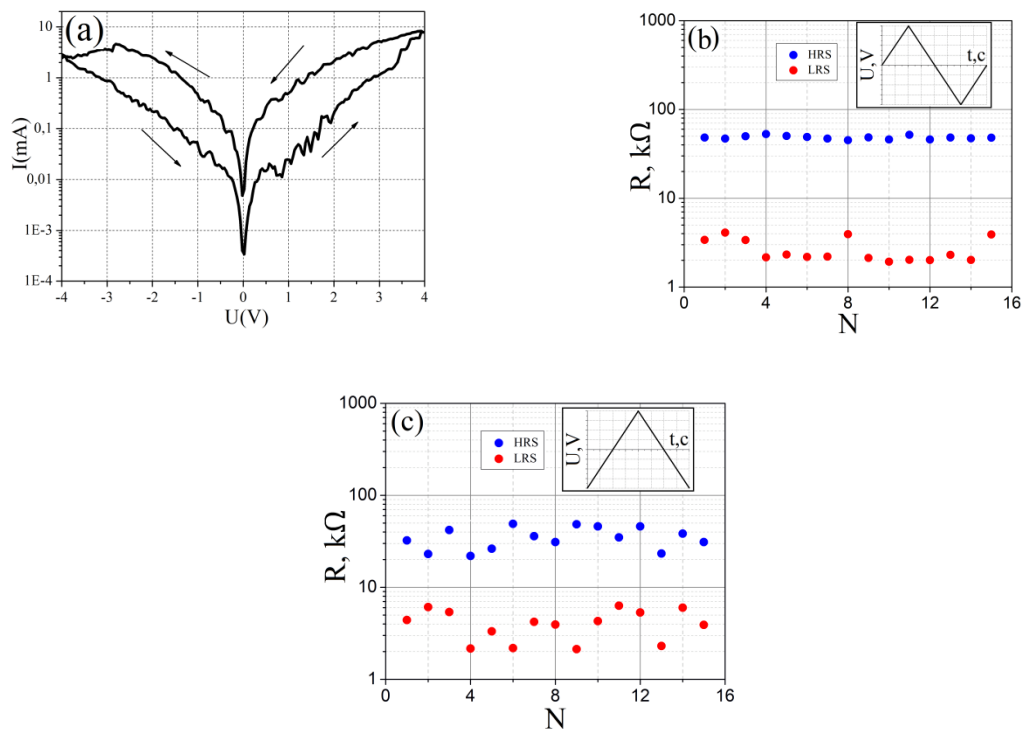 (a)
10
1
0,1
0,01
1E-3
1E-4
I(mA)
-4 -3 -2 -1 0 1 2 3 4
U(V)
(b)
1000
100
10
1
R, kΩ
HRS
LRS
U,V
t,c
0 4 8 12 16
N
(c)
1000
100
10
1
R, kΩ
HRS
LRS
U,V
t,c
0 4 8 12 16
N